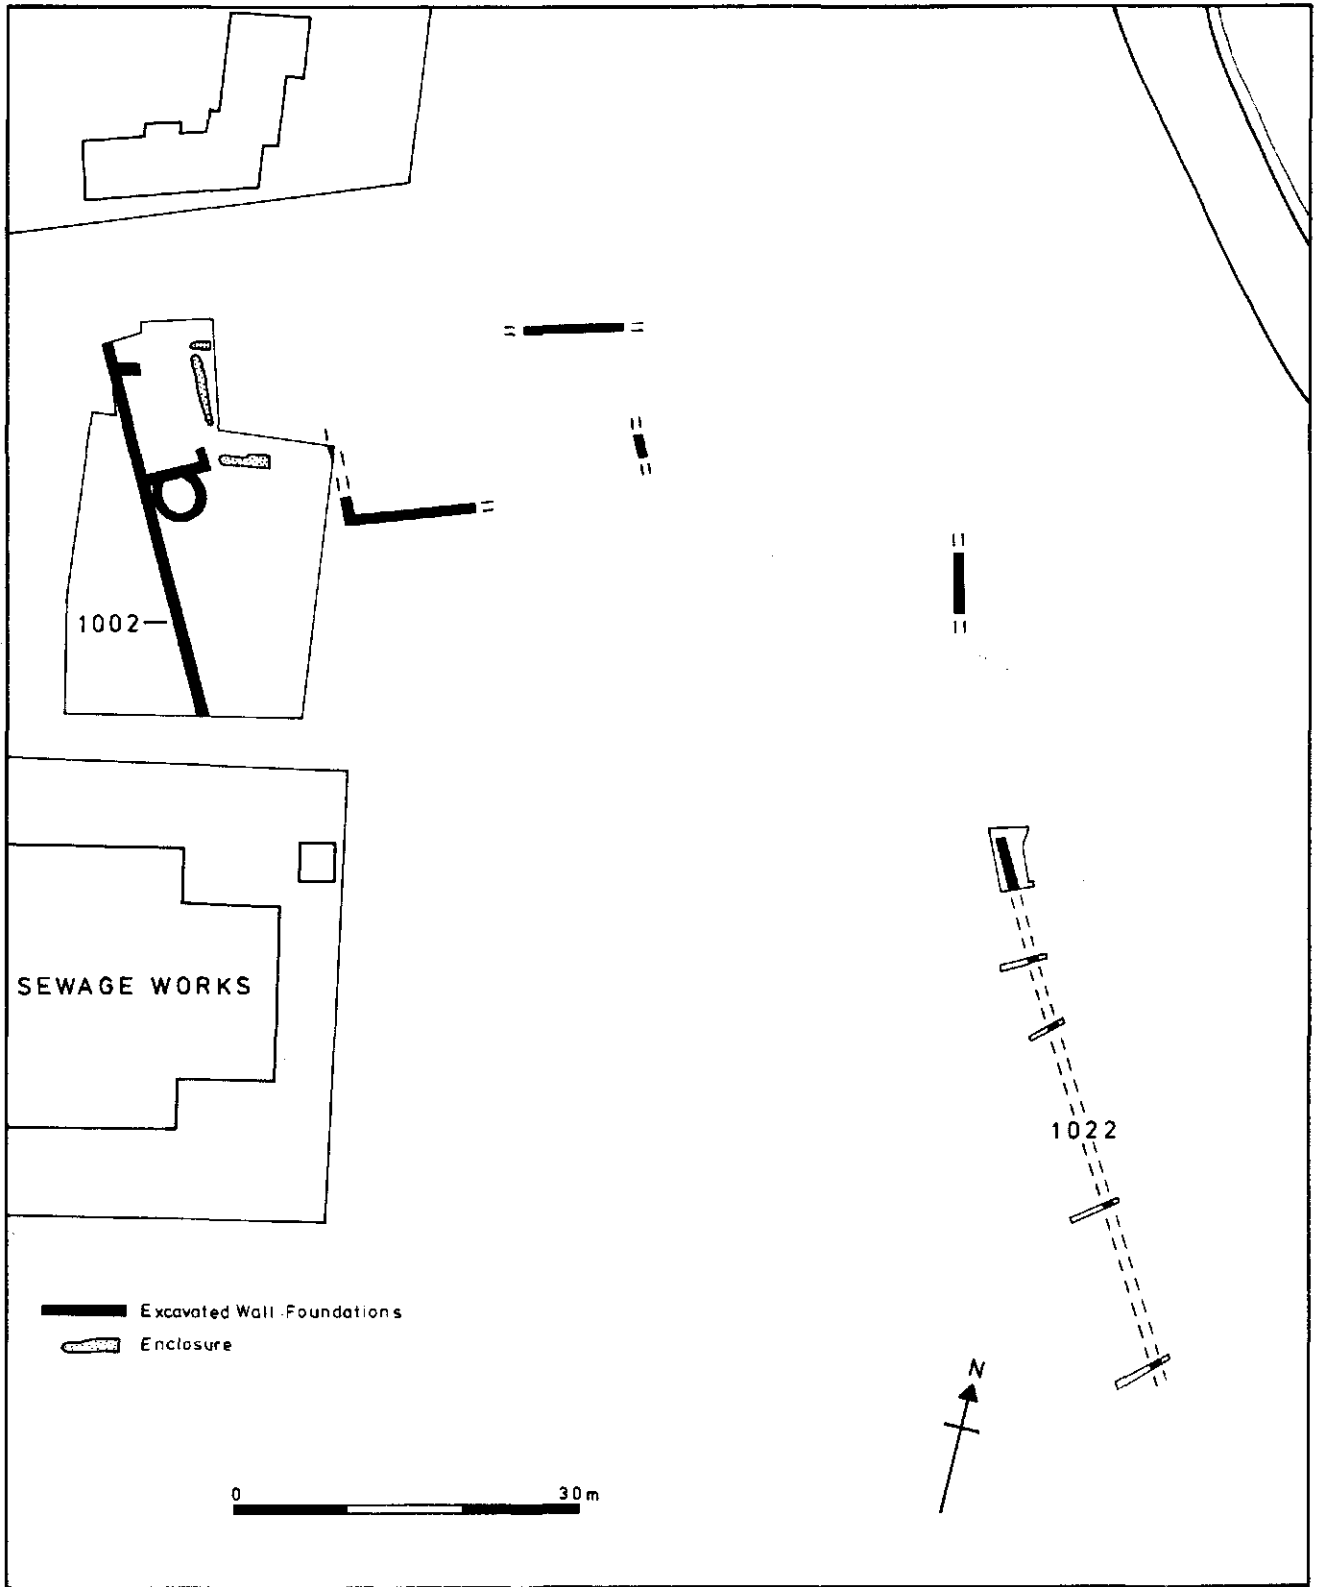 1002
SEWAGE WORKS
1022
Excavated Wall Foundations
Enclosure
N
0 30m